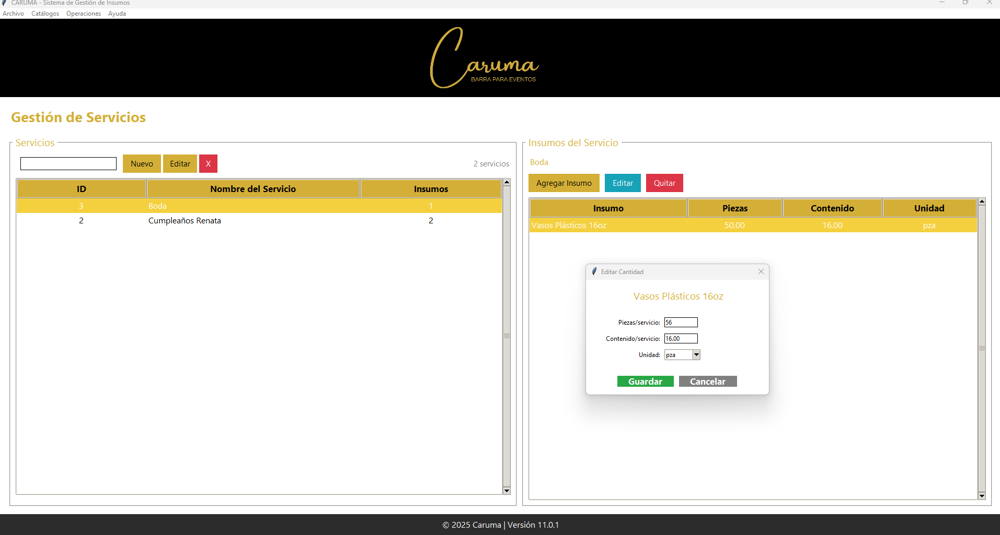 CARUMA - Sistema de Gestión de Insumos
Archivo Catálogos Operaciones Ayuda
Caruma
BARRA PARA EVENTOS
Gestión de Servicios
Servicios
Nuevo Editar X 2 servicios
ID Nombre del Servicio Insumos
3 Boda 1
2 Cumpleaños Renata 2
Insumos del Servicio
Boda
Agregar Insumo Editar Quitar
Insumo Piezas Contenido Unidad
Vasos Plásticos 16oz 50.00 16.00 pza
Editar Cantidad
Vasos Plásticos 16oz
Piezas/servicio: 56
Contenido/servicio: 16.00
Unidad: pza
Guardar Cancelar
© 2025 Caruma | Versión 11.0.1